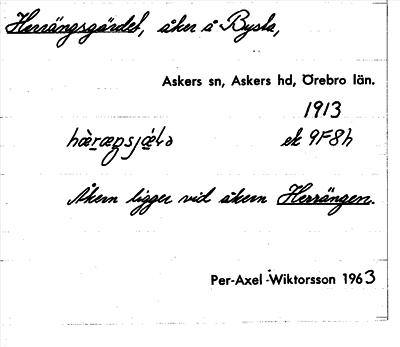 Herrängsgärdet, åker å Bysta,
Askers sn, Askers hd, Örebro län.
1913
ek 9F8h
Åkern ligger vid åkern Herrängen.
Per-Axel Wiktorsson 1963